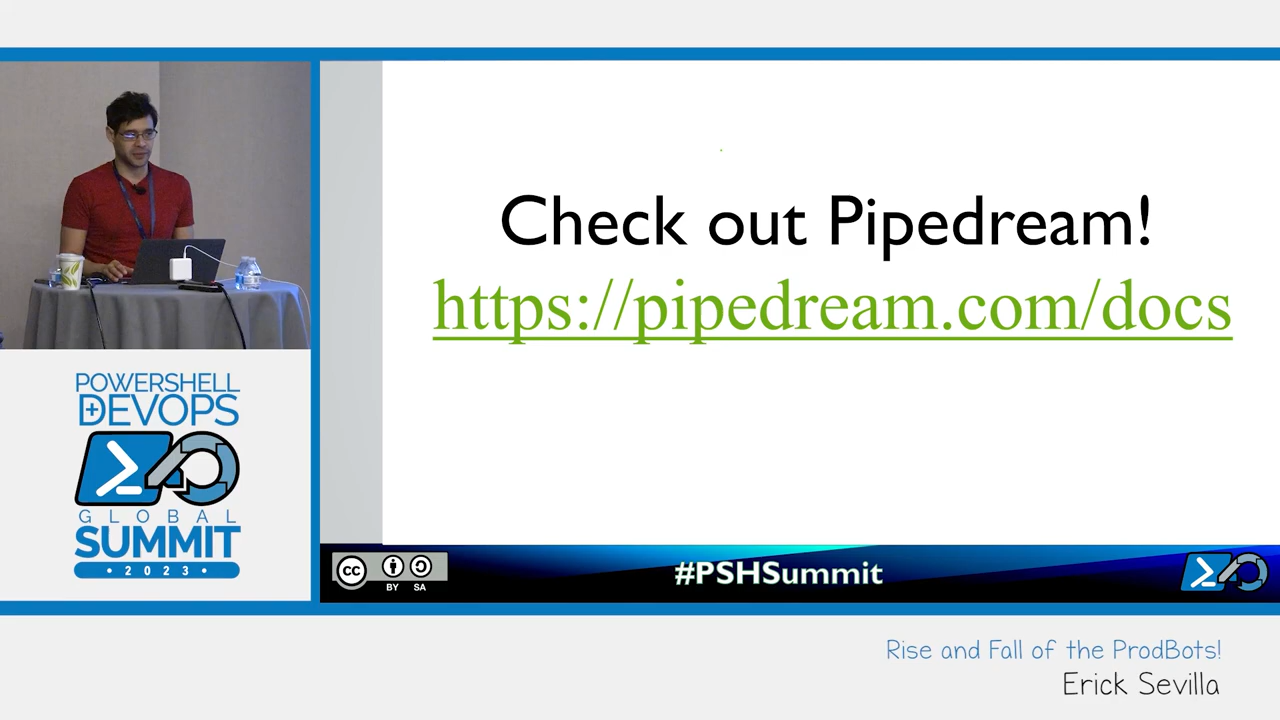 Check out Pipedream!
https://pipedream.com/docs
POWERSHELL
+DEVOPS
GLOBAL
SUMMIT
• 2023 •
cc
BY SA
#PSHSummit
Rise and Fall of the ProdBots!
Erick Sevilla